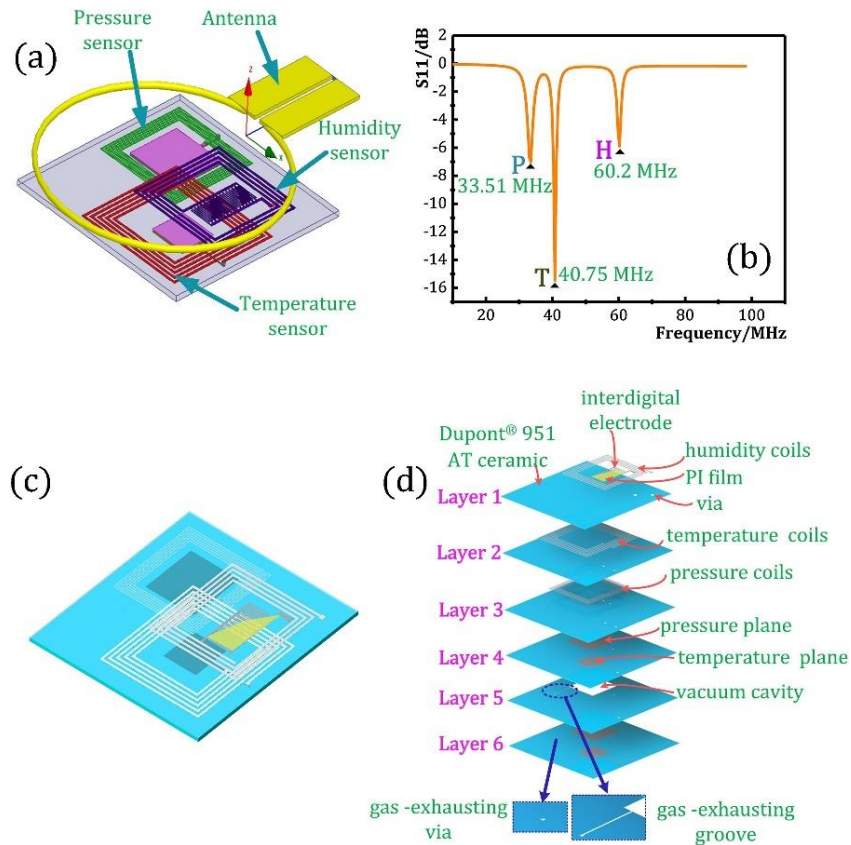 (a)
Pressure
sensor
Antenna
Humidity
sensor
z
x
Temperature
sensor
S11/dB
2
0
-2
-4
-6
-8
-10
-12
-14
-16
P
33.51 MHz
H
60.2 MHz
T
40.75 MHz
(b)
20
40
60
80
100
Frequency/MHz
(c)
(d)
interdigital
electrode
Dupont® 951
AT ceramic
humidity coils
PI film
via
Layer 1
temperature coils
Layer 2
pressure coils
Layer 3
pressure plane
Layer 4
temperature plane
Layer 5
vacuum cavity
Layer 6
gas -exhausting
via
gas -exhausting
groove